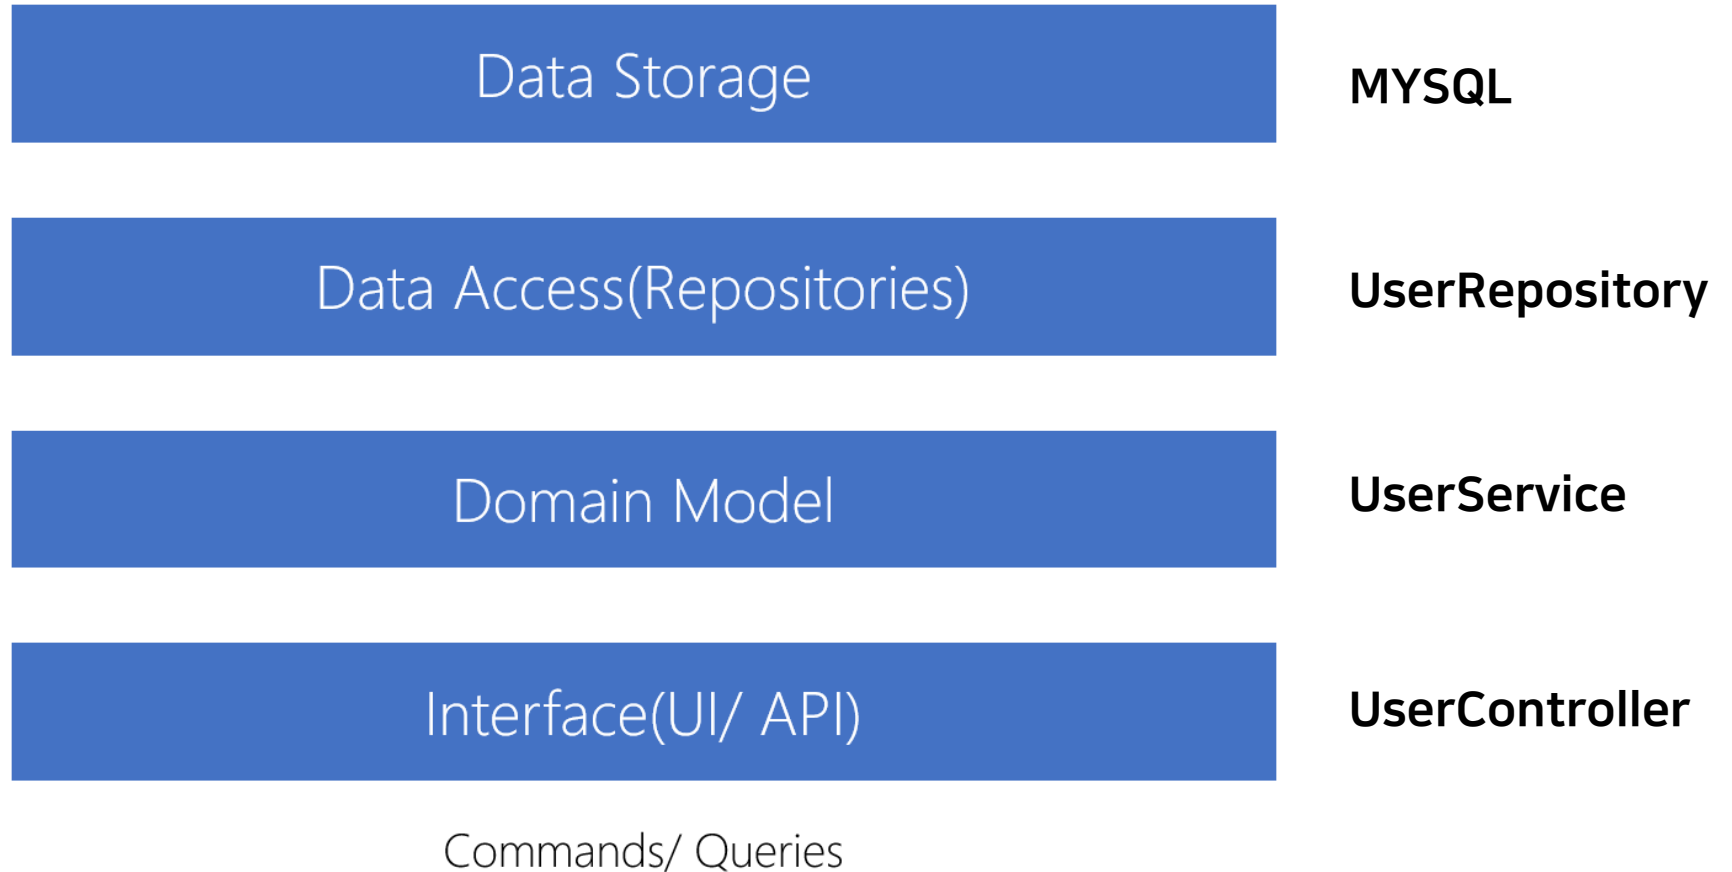 Data Storage
MYSQL
Data Access(Repositories)
UserRepository
Domain Model
UserService
Interface(UI/ API)
UserController
Commands/ Queries